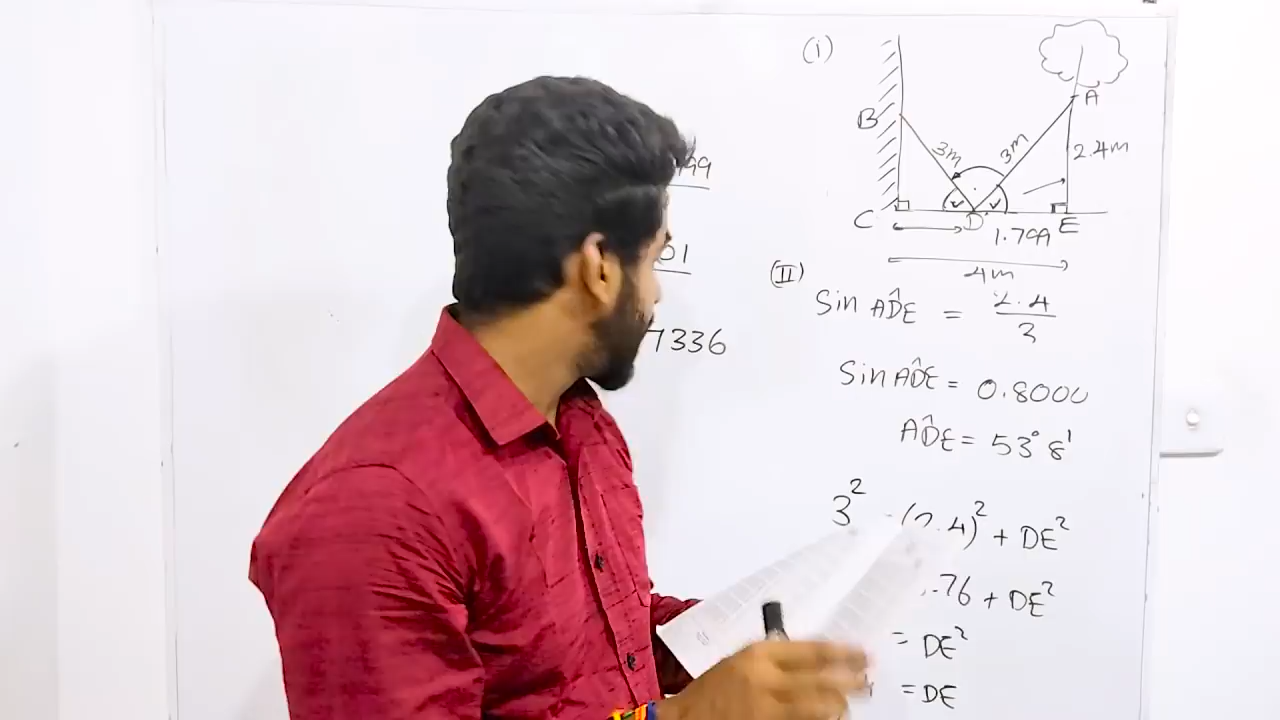 (i)
A
B
3m
3m
2.4m
C
D
E
1.799
4m
99
01
7336
(II)
Sin AD̂E = 2.4/3
Sin AD̂E = 0.8000
AD̂E = 53° 8'
3² = (2.4)² + DE²
.76 + DE²
= DE²
= DE